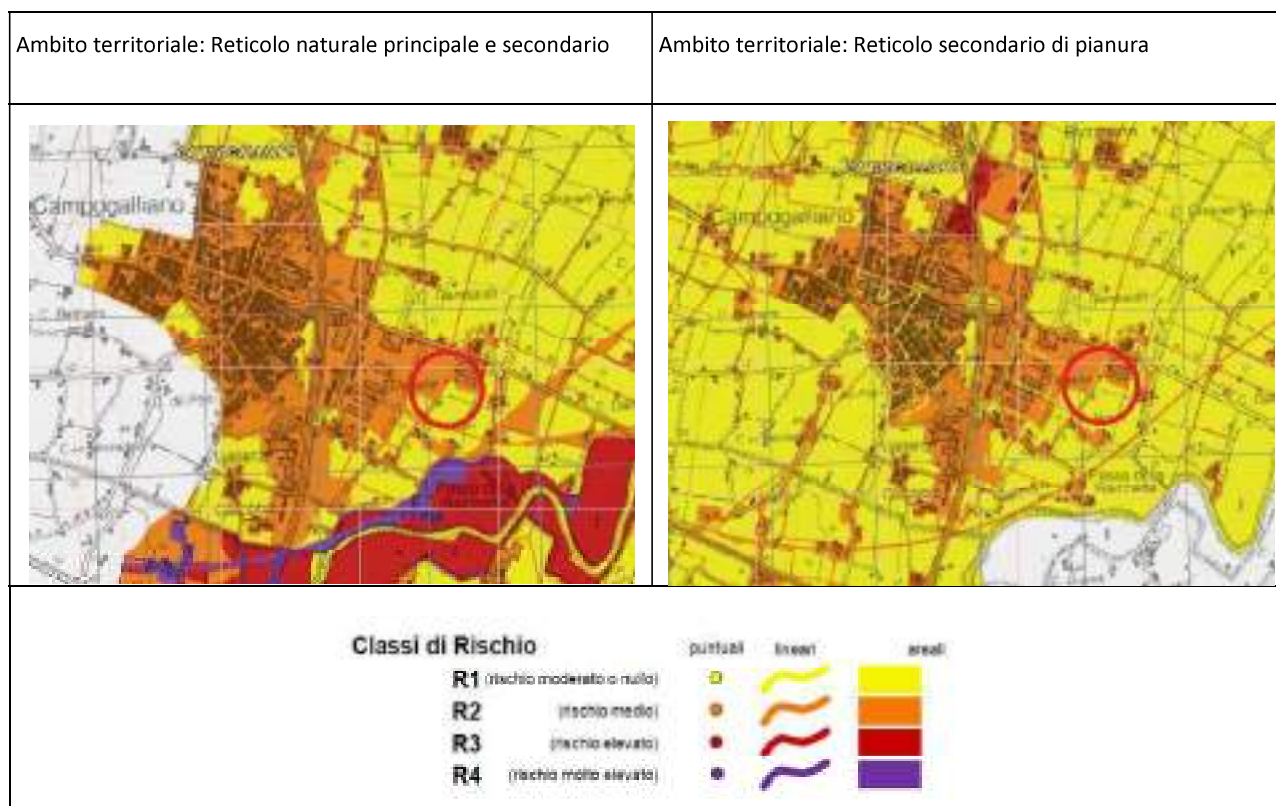 Ambito territoriale: Reticolo naturale principale e secondario
Ambito territoriale: Reticolo secondario di pianura
Campogalliano
Campogalliano
Classi di Rischio
puntuali lineari areali
R1 (rischio moderato o nullo)
R2 (rischio medio)
R3 (rischio elevato)
R4 (rischio molto elevato)